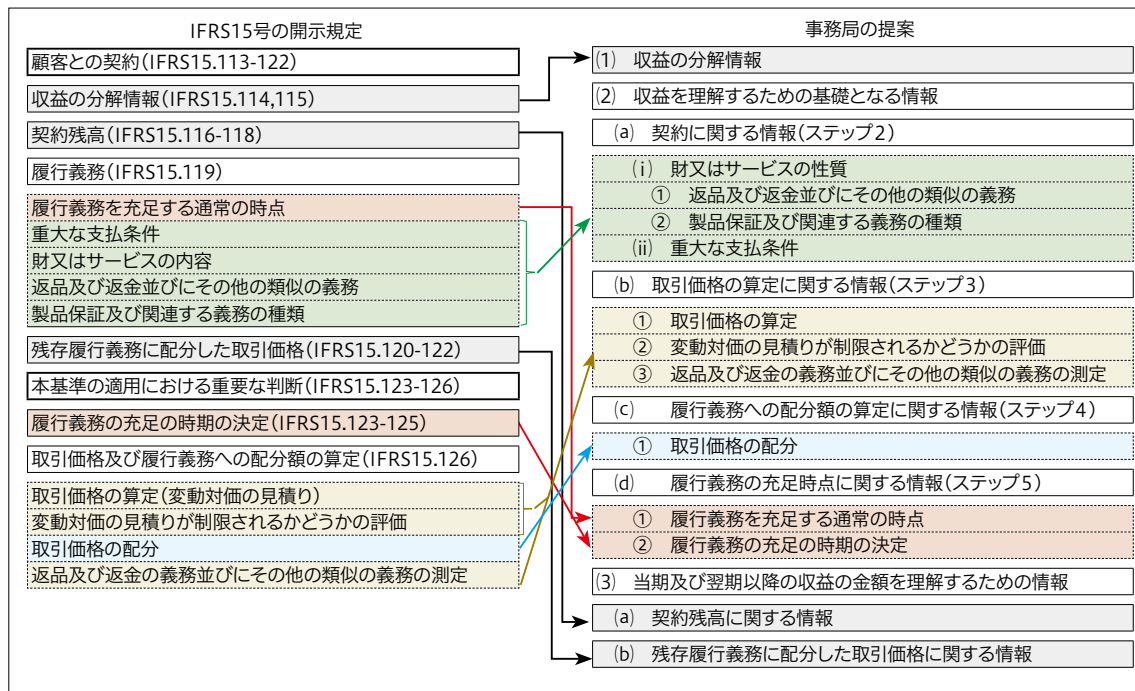 IFRS15号の開示規定
顧客との契約(IFRS15.113-122)
収益の分解情報(IFRS15.114,115)
契約残高(IFRS15.116-118)
履行義務(IFRS15.119)
履行義務を充足する通常の時点
重大な支払条件
財又はサービスの内容
返品及び返金並びにその他の類似の義務
製品保証及び関連する義務の種類
残存履行義務に配分した取引価格(IFRS15.120-122)
本基準の適用における重要な判断(IFRS15.123-126)
履行義務の充足の時期の決定(IFRS15.123-125)
取引価格及び履行義務への配分額の算定(IFRS15.126)
取引価格の算定(変動対価の見積り)
変動対価の見積りが制限されるかどうかの評価
取引価格の配分
返品及び返金の義務並びにその他の類似の義務の測定
事務局の提案
(1) 収益の分解情報
(2) 収益を理解するための基礎となる情報
(a) 契約に関する情報(ステップ2)
(i) 財又はサービスの性質
① 返品及び返金並びにその他の類似の義務
② 製品保証及び関連する義務の種類
(ii) 重大な支払条件
(b) 取引価格の算定に関する情報(ステップ3)
① 取引価格の算定
② 変動対価の見積りが制限されるかどうかの評価
③ 返品及び返金の義務並びにその他の類似の義務の測定
(c) 履行義務への配分額の算定に関する情報(ステップ4)
① 取引価格の配分
(d) 履行義務の充足時点に関する情報(ステップ5)
① 履行義務を充足する通常の時点
② 履行義務の充足の時期の決定
(3) 当期及び翌期以降の収益の金額を理解するための情報
(a) 契約残高に関する情報
(b) 残存履行義務に配分した取引価格に関する情報